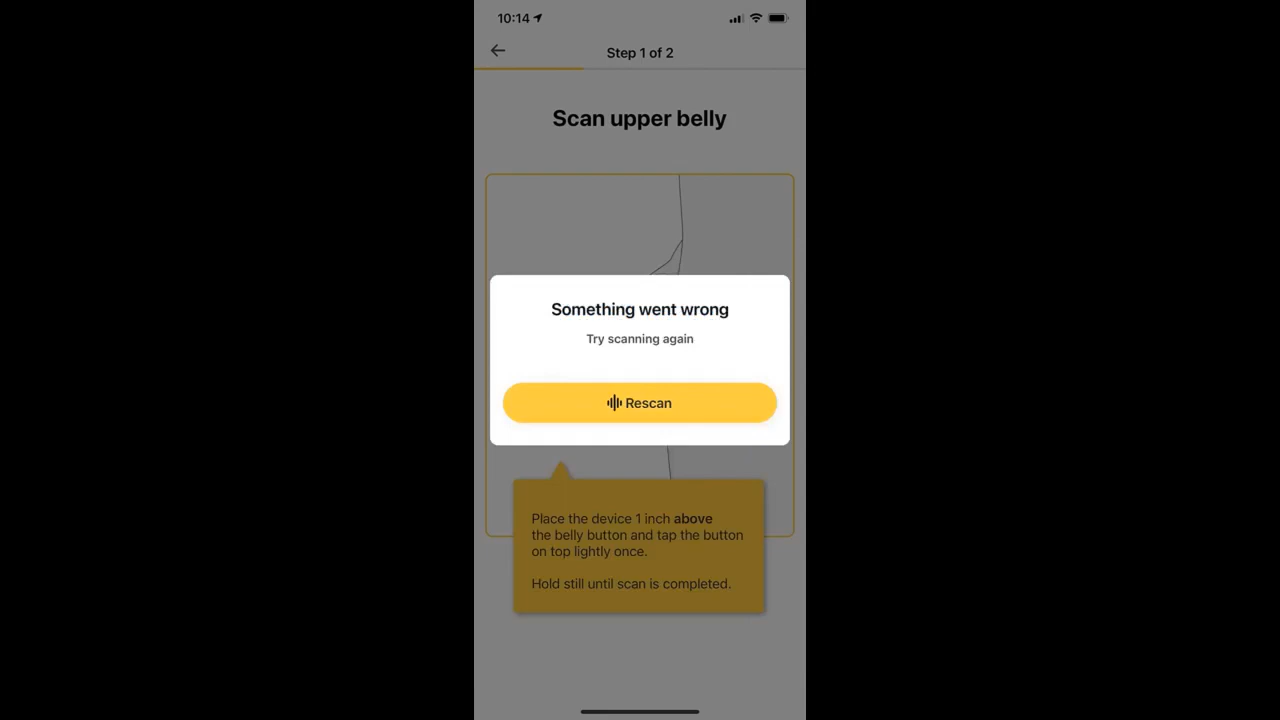 10:14
Step 1 of 2
Scan upper belly
Something went wrong
Try scanning again
Rescan
Place the device 1 inch above
the belly button and tap the button
on top lightly once.
Hold still until scan is completed.